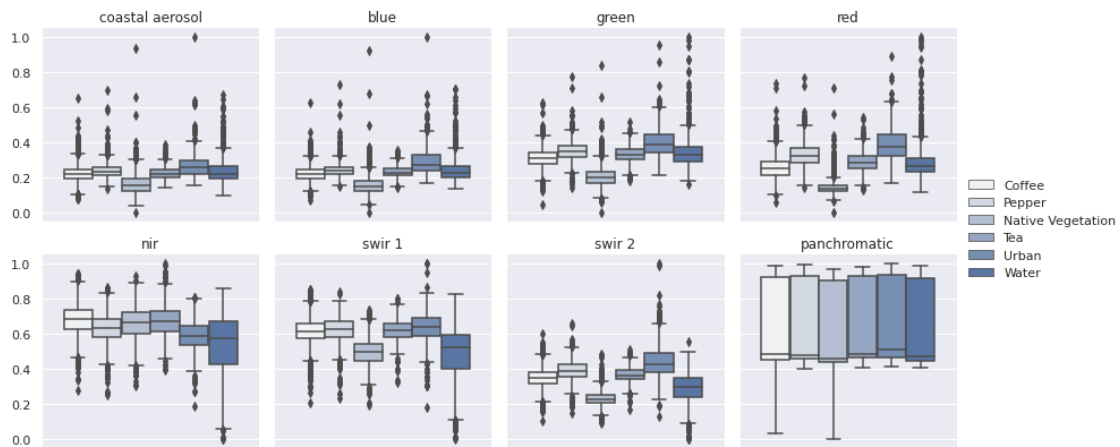 coastal aerosol
blue
green
red
1.0
0.8
0.6
0.4
0.2
0.0
Coffee
Pepper
Native Vegetation
Tea
Urban
Water
nir
swir 1
swir 2
panchromatic
1.0
0.8
0.6
0.4
0.2
0.0